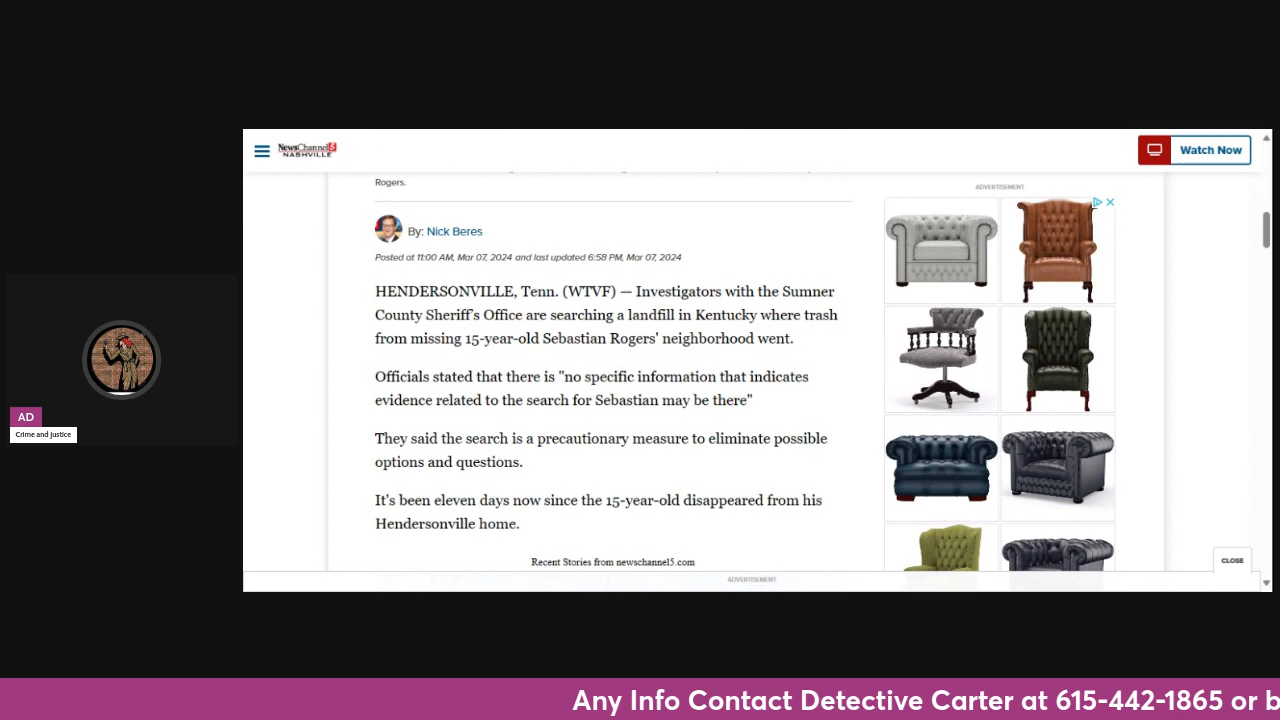 NewsChannel 5
NASHVILLE
Watch Now
Rogers.
By: Nick Beres
Posted at 11:00 AM, Mar 07, 2024 and last updated 6:58 PM, Mar 07, 2024
HENDERSONVILLE, Tenn. (WTVF) — Investigators with the Sumner
County Sheriff's Office are searching a landfill in Kentucky where trash
from missing 15-year-old Sebastian Rogers' neighborhood went.
Officials stated that there is "no specific information that indicates
evidence related to the search for Sebastian may be there"
They said the search is a precautionary measure to eliminate possible
options and questions.
It's been eleven days now since the 15-year-old disappeared from his
Hendersonville home.
Recent Stories from newschannel5.com
ADVERTISEMENT
CLOSE
ADVERTISEMENT
AD
Crime and Justice
Any Info Contact Detective Carter at 615-442-1865 or b